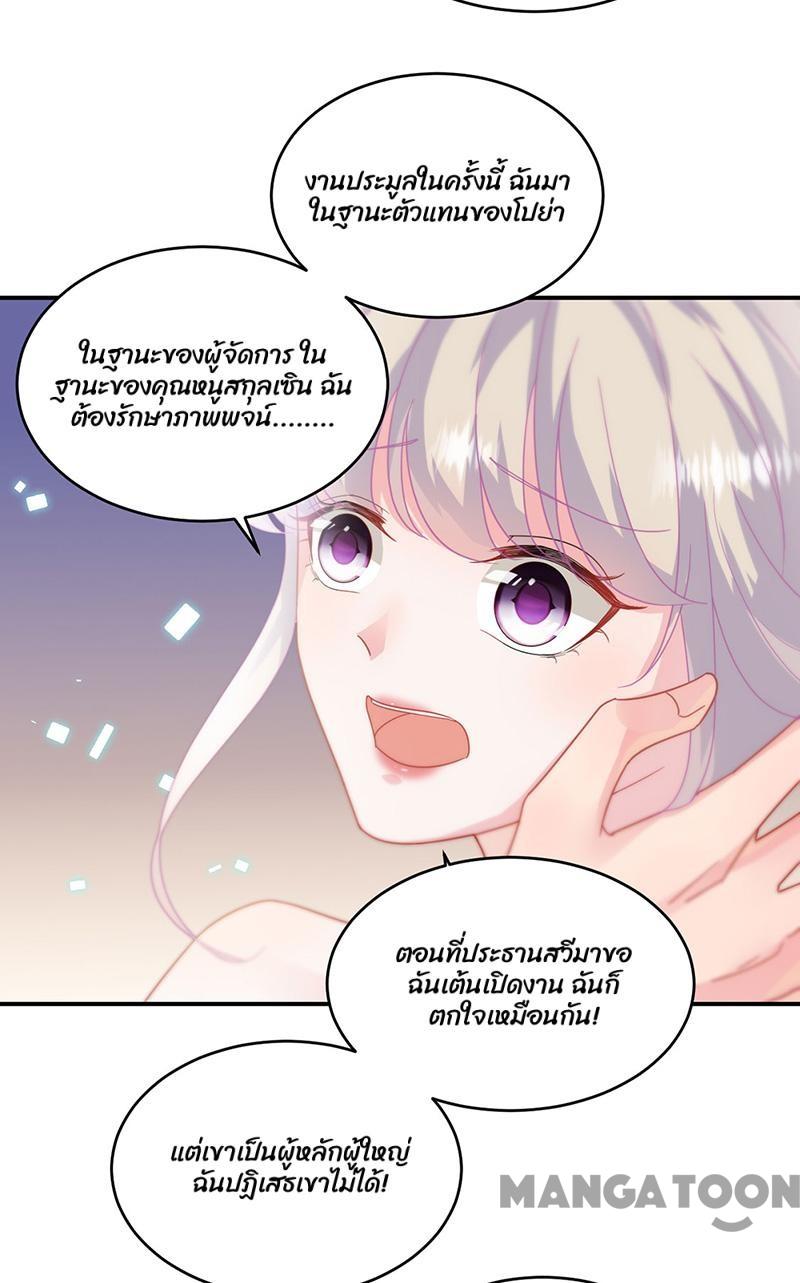 งานประมูลในครั้งนี้ ฉันมา
ในฐานะตัวแทนของโปย่า
ในฐานะของผู้จัดการ ใน
ฐานะของคุณหนูสกุลเซิน ฉัน
ต้องรักษาภาพพจน์........
ตอนที่ประธานสวีมาขอ
ฉันเต้นเปิดงาน ฉันก็
ตกใจเหมือนกัน!
แต่เขาเป็นผู้หลักผู้ใหญ่
ฉันปฏิเสธเขาไม่ได้!
MANGATOON